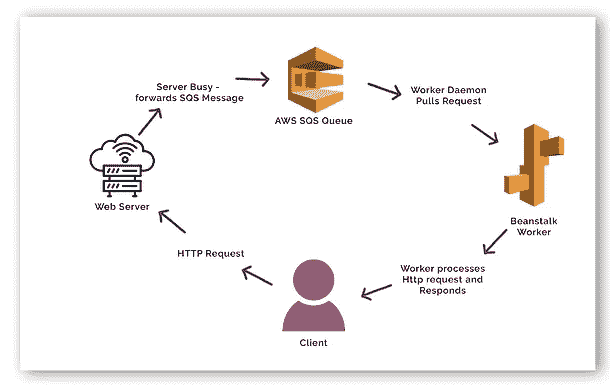 Server Busy -
forwards SQS Message
AWS SQS Queue
Worker Daemon
Pulls Request
Web Server
Beanstalk
Worker
HTTP Request
Worker processes
Http request and
Responds
Client